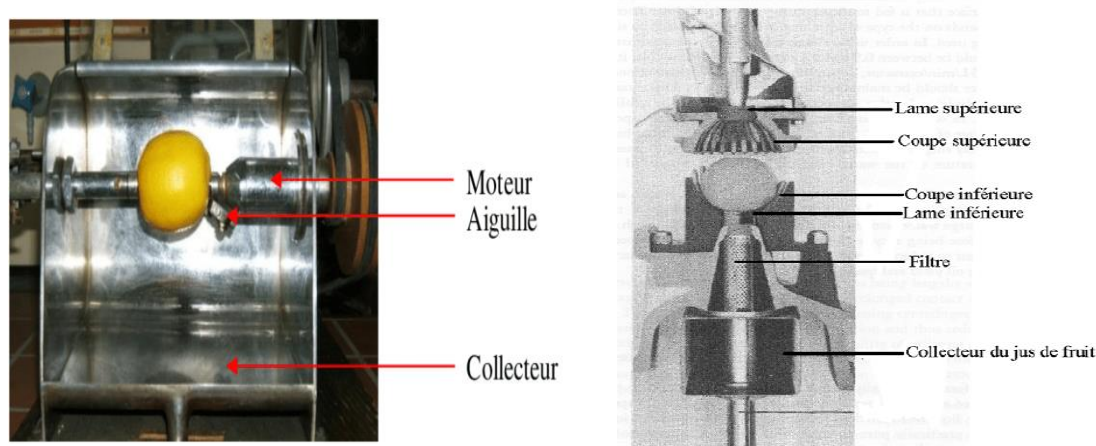 Moteur
Aiguille
Collecteur
Lame supérieure
Coupe supérieure
Coupe inférieure
Lame inférieure
Filtre
Collecteur du jus de fruit